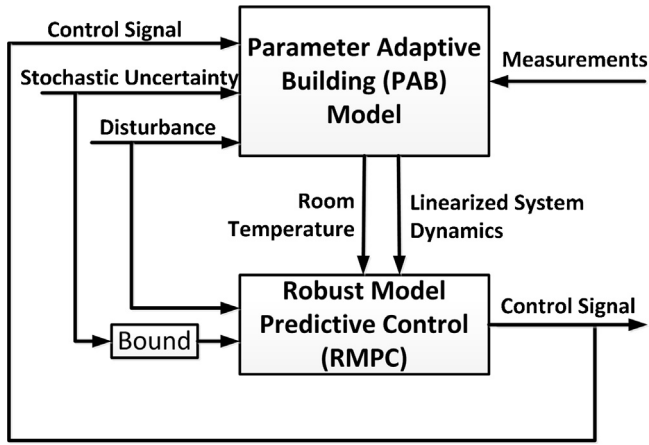 Control Signal
Stochastic Uncertainty
Disturbance
Parameter Adaptive
Building (PAB)
Model
Measurements
Room
Temperature
Linearized System
Dynamics
Robust Model
Predictive Control
(RMPC)
Control Signal
Bound